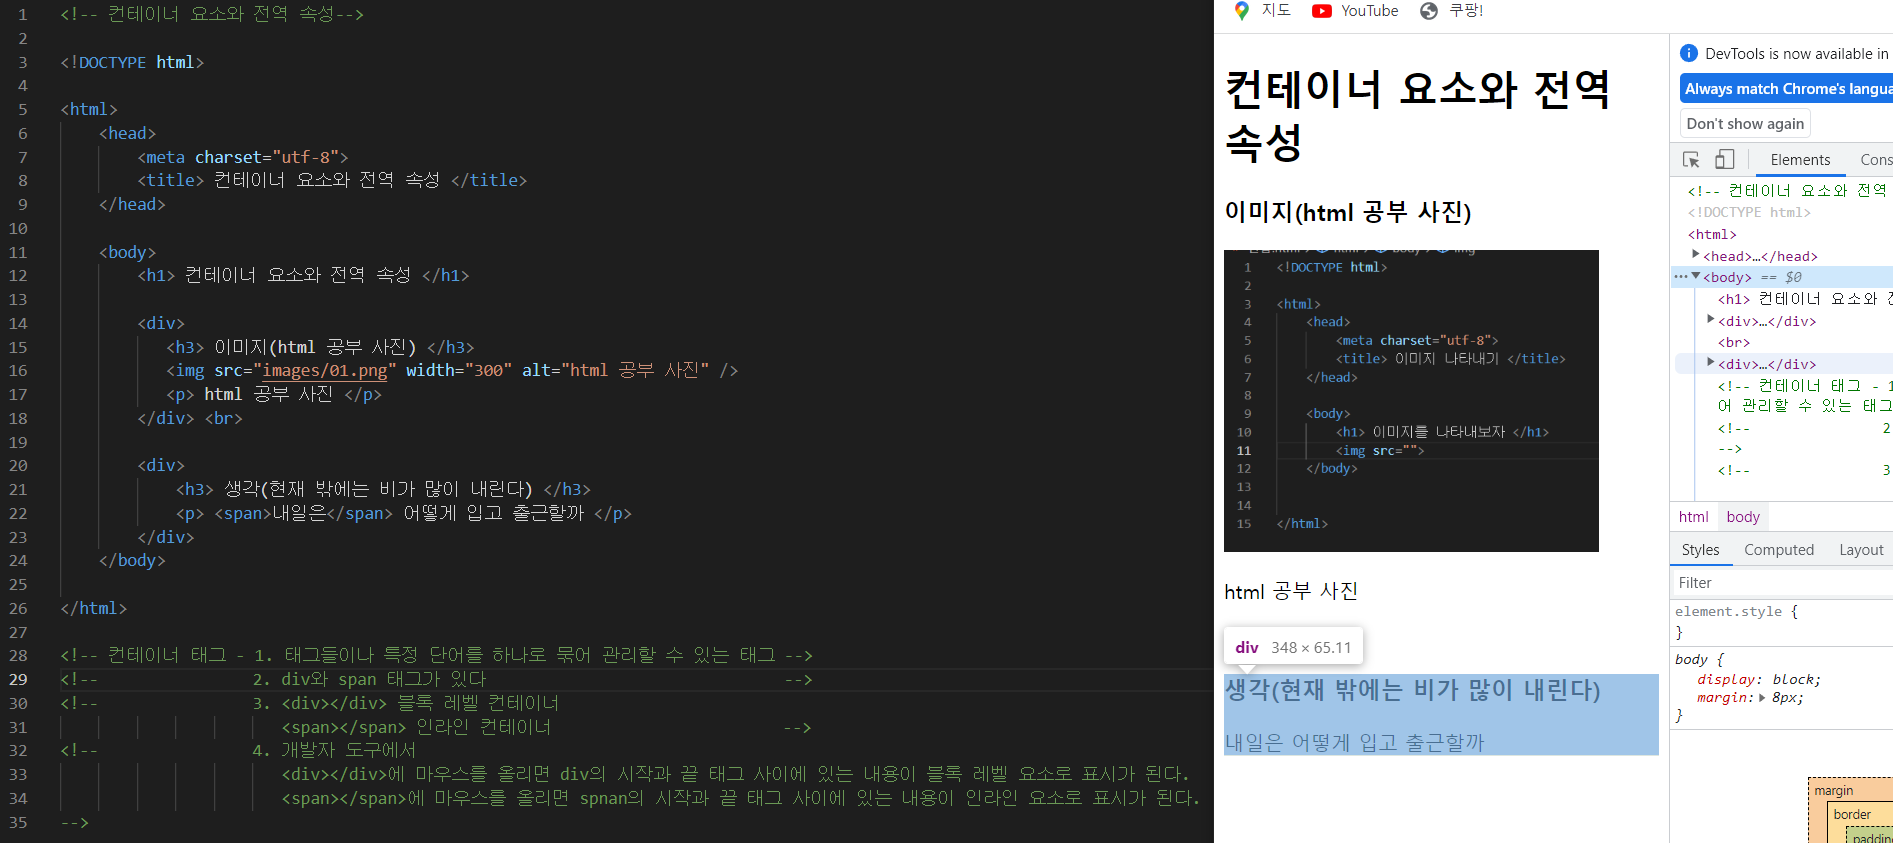 1 <!-- 컨테이너 요소와 전역 속성-->
2
3 <!DOCTYPE html>
4
5 <html>
6 <head>
7 <meta charset="utf-8">
8 <title> 컨테이너 요소와 전역 속성 </title>
9 </head>
10
11 <body>
12 <h1> 컨테이너 요소와 전역 속성 </h1>
13
14 <div>
15 <h3> 이미지(html 공부 사진) </h3>
16 <img src="images/01.png" width="300" alt="html 공부 사진" />
17 <p> html 공부 사진 </p>
18 </div> <br>
19
20 <div>
21 <h3> 생각(현재 밖에는 비가 많이 내린다) </h3>
22 <p> <span>내일은</span> 어떻게 입고 출근할까 </p>
23 </div>
24 </body>
25
26 </html>
27
28 <!-- 컨테이너 태그 - 1. 태그들이나 특정 단어를 하나로 묶어 관리할 수 있는 태그 -->
29 <!-- 2. div와 span 태그가 있다 -->
30 <!-- 3. <div></div> 블록 레벨 컨테이너
31 <span></span> 인라인 컨테이너 -->
32 <!-- 4. 개발자 도구에서
33 <div></div>에 마우스를 올리면 div의 시작과 끝 태그 사이에 있는 내용이 블록 레벨 요소로 표시가 된다.
34 <span></span>에 마우스를 올리면 spnan의 시작과 끝 태그 사이에 있는 내용이 인라인 요소로 표시가 된다.
35 -->
지도 YouTube 쿠팡!
컨테이너 요소와 전역
속성
이미지(html 공부 사진)
1 <!DOCTYPE html>
2
3 <html>
4 <head>
5 <meta charset="utf-8">
6 <title> 이미지 나타내기 </title>
7 </head>
8
9 <body>
10 <h1> 이미지를 나타내보자 </h1>
11 <img src="">
12 </body>
13
14
15 </html>
html 공부 사진
div 348 × 65.11
생각(현재 밖에는 비가 많이 내린다)
내일은 어떻게 입고 출근할까
DevTools is now available in
Always match Chrome's langua
Don't show again
Elements Cons
<!-- 컨테이너 요소와 전역
<!DOCTYPE html>
<html>
<head>…</head>
<body> == $0
<h1> 컨테이너 요소와 전
<div>…</div>
<br>
<div>…</div>
<!-- 컨테이너 태그 - 1
어 관리할 수 있는 태그
<!-- 2
-->
<!-- 3
html body
Styles Computed Layout
Filter
element.style {
}
body {
display: block;
margin: 8px;
}
margin
border
padding